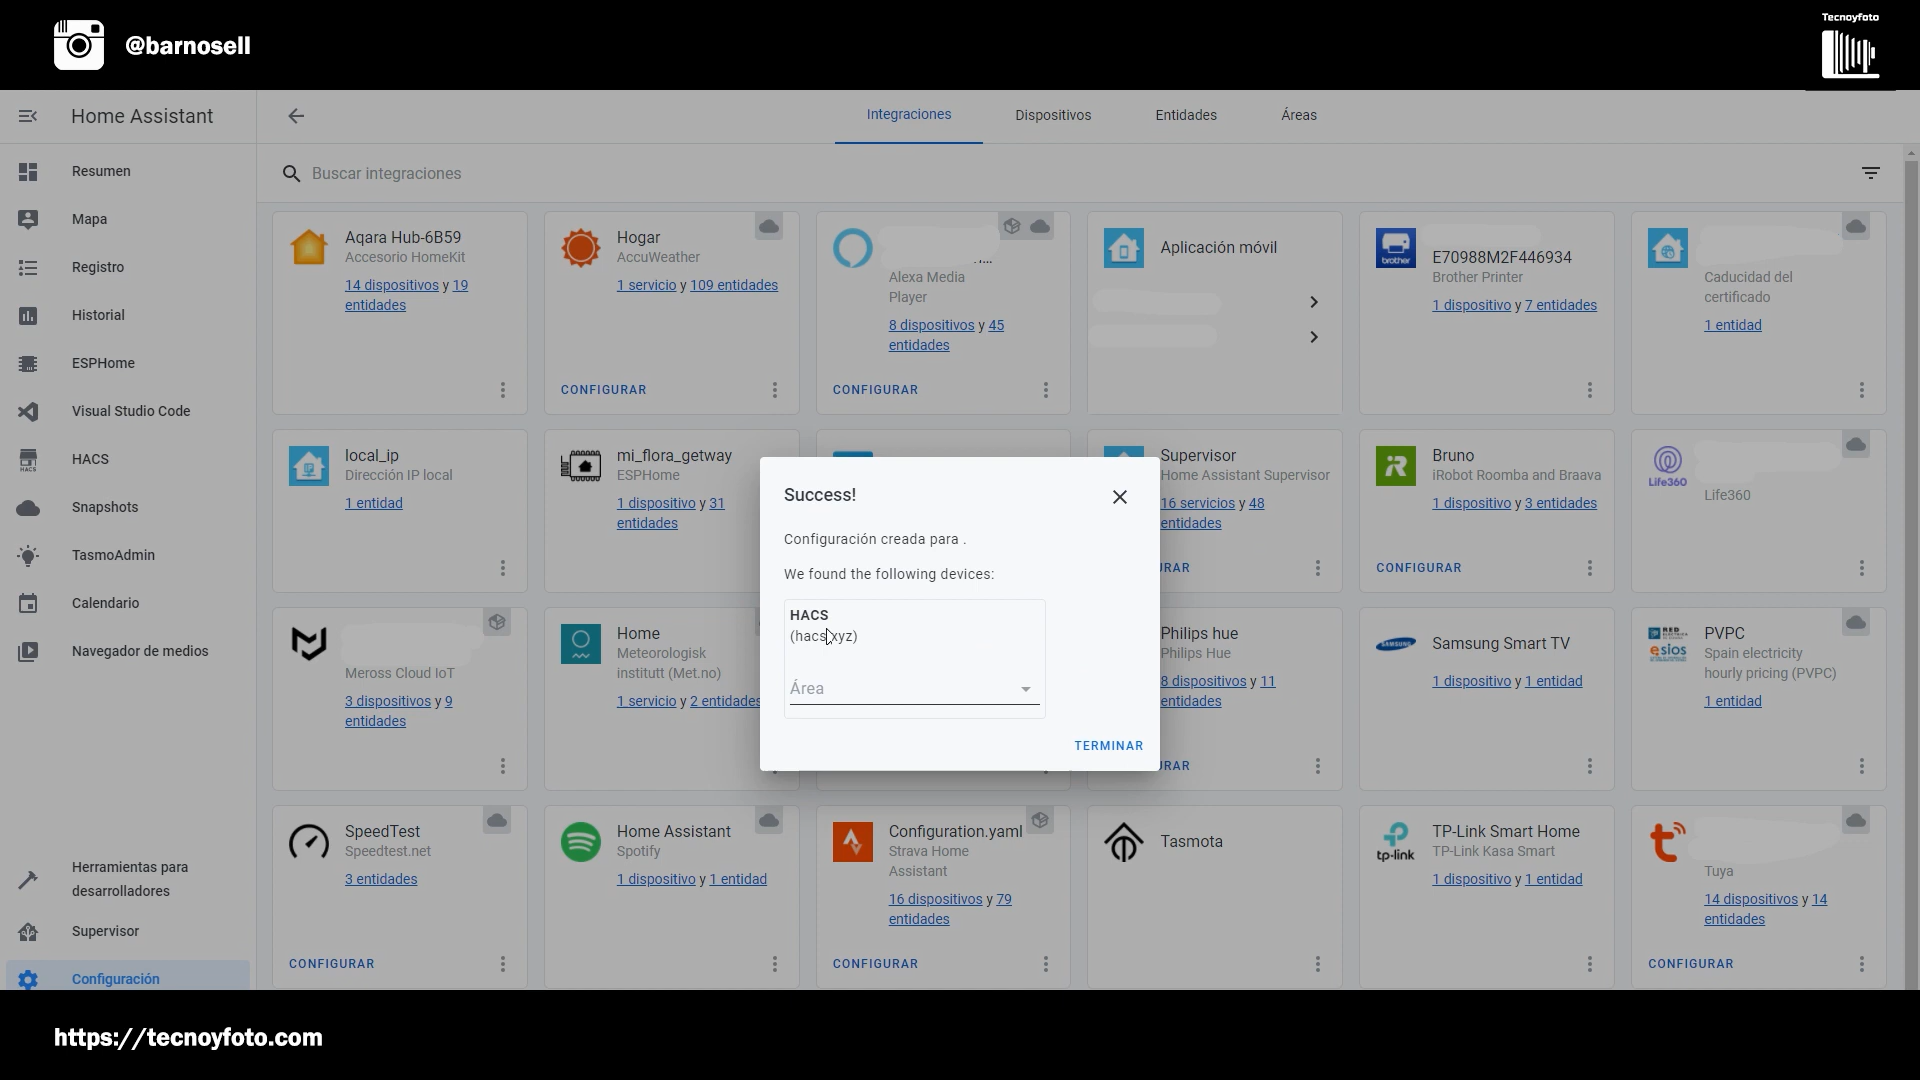 @barnosell
Tecnoyfoto
Home Assistant
Integraciones
Dispositivos
Entidades
Áreas
Buscar integraciones
Resumen
Mapa
Registro
Historial
ESPHome
Visual Studio Code
HACS
HACS
Snapshots
TasmoAdmin
Calendario
Navegador de medios
Herramientas para
desarrolladores
Supervisor
Configuración
Aqara Hub-6B59
Accesorio HomeKit
14 dispositivos y 19
entidades
Hogar
AccuWeather
1 servicio y 109 entidades
CONFIGURAR
...
Alexa Media
Player
8 dispositivos y 45
entidades
CONFIGURAR
Aplicación móvil
brother
E70988M2F446934
Brother Printer
1 dispositivo y 7 entidades
Caducidad del
certificado
1 entidad
local_ip
Dirección IP local
1 entidad
mi_flora_getway
ESPHome
1 dispositivo y 31
entidades
Supervisor
Home Assistant Supervisor
16 servicios y 48
entidades
RAR
Bruno
iRobot Roomba and Braava
1 dispositivo y 3 entidades
CONFIGURAR
Life360
Life360
Success!
Configuración creada para .
We found the following devices:
HACS
(hacs.xyz)
Área
TERMINAR
Meross Cloud IoT
3 dispositivos y 9
entidades
Home
Meteorologisk
institutt (Met.no)
1 servicio y 2 entidades
Philips hue
Philips Hue
8 dispositivos y 11
entidades
RAR
SAMSUNG
Samsung Smart TV
1 dispositivo y 1 entidad
RED
esios
PVPC
Spain electricity
hourly pricing (PVPC)
1 entidad
SpeedTest
Speedtest.net
3 entidades
CONFIGURAR
Home Assistant
Spotify
1 dispositivo y 1 entidad
Configuration.yaml
Strava Home
Assistant
16 dispositivos y 79
entidades
CONFIGURAR
Tasmota
tp-link
TP-Link Smart Home
TP-Link Kasa Smart
1 dispositivo y 1 entidad
Tuya
14 dispositivos y 14
entidades
CONFIGURAR
https://tecnoyfoto.com